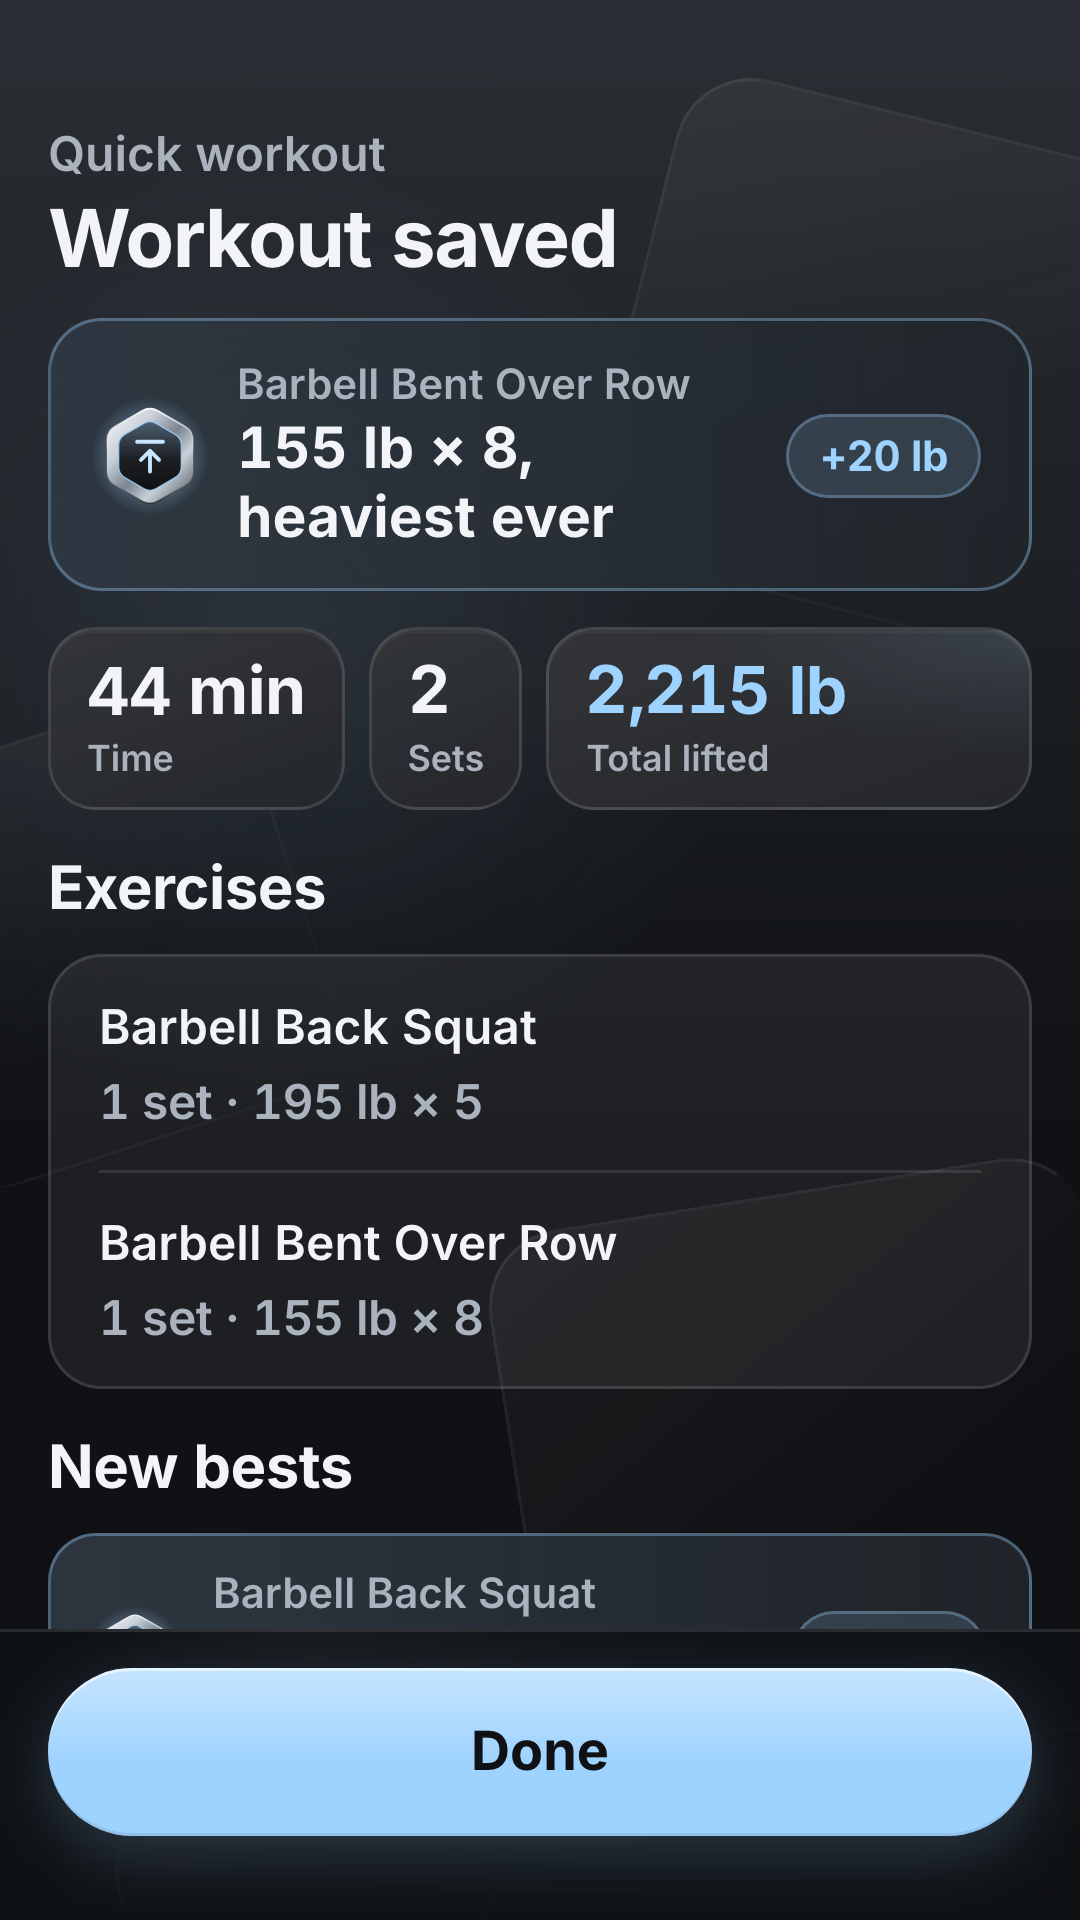 Quick workout
Workout saved
Barbell Bent Over Row
155 lb × 8,
heaviest ever
+20 lb
44 min
Time
2
Sets
2,215 lb
Total lifted
Exercises
Barbell Back Squat
1 set · 195 lb × 5
Barbell Bent Over Row
1 set · 155 lb × 8
New bests
Barbell Back Squat
Done